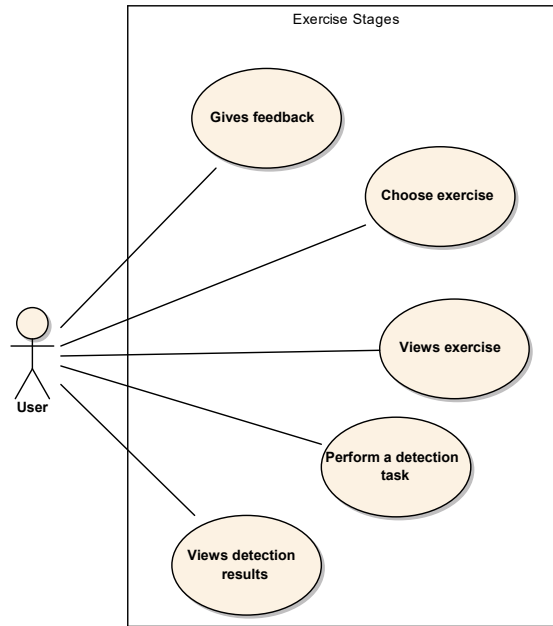 Exercise Stages
Gives feedback
Choose exercise
Views exercise
User
Perform a detection
task
Views detection
results